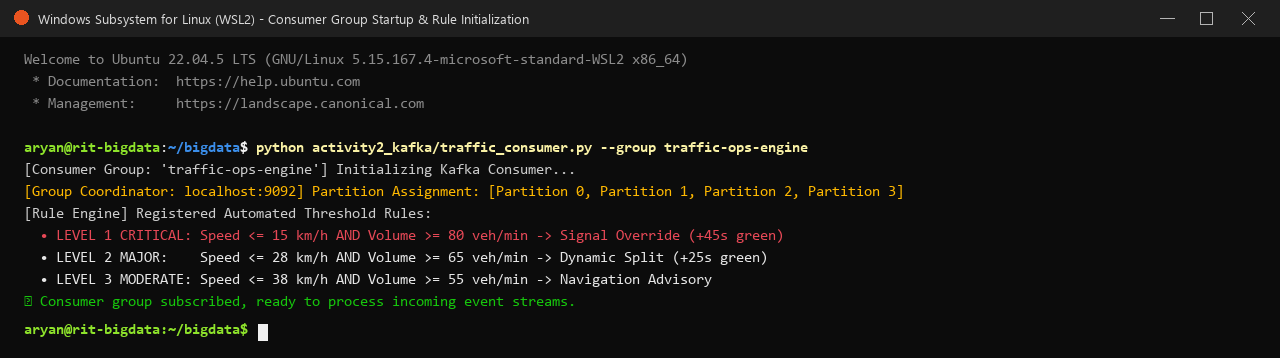 Windows Subsystem for Linux (WSL2) - Consumer Group Startup & Rule Initialization
Welcome to Ubuntu 22.04.5 LTS (GNU/Linux 5.15.167.4-microsoft-standard-WSL2 x86_64)
 * Documentation:  https://help.ubuntu.com
 * Management:     https://landscape.canonical.com
aryan@rit-bigdata:~/bigdata$ python activity2_kafka/traffic_consumer.py --group traffic-ops-engine
[Consumer Group: 'traffic-ops-engine'] Initializing Kafka Consumer...
[Group Coordinator: localhost:9092] Partition Assignment: [Partition 0, Partition 1, Partition 2, Partition 3]
[Rule Engine] Registered Automated Threshold Rules:
  • LEVEL 1 CRITICAL: Speed <= 15 km/h AND Volume >= 80 veh/min -> Signal Override (+45s green)
  • LEVEL 2 MAJOR:    Speed <= 28 km/h AND Volume >= 65 veh/min -> Dynamic Split (+25s green)
  • LEVEL 3 MODERATE: Speed <= 38 km/h AND Volume >= 55 veh/min -> Navigation Advisory
Consumer group subscribed, ready to process incoming event streams.
aryan@rit-bigdata:~/bigdata$